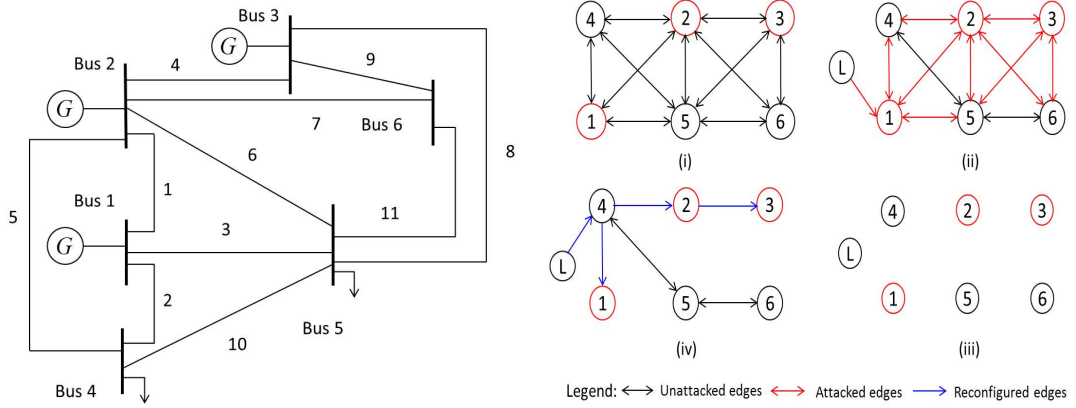 Bus 3
G
Bus 2
4
9
G
7
Bus 6
8
6
5
1
Bus 1
3
11
G
2
10
Bus 5
Bus 4
4 2 3
1 5 6
(i)
4 2 3
L
1 5 6
(ii)
4 2 3
L
1 5 6
(iv)
4 2 3
L
1 5 6
(iii)
Legend: Unattacked edges Attacked edges Reconfigured edges